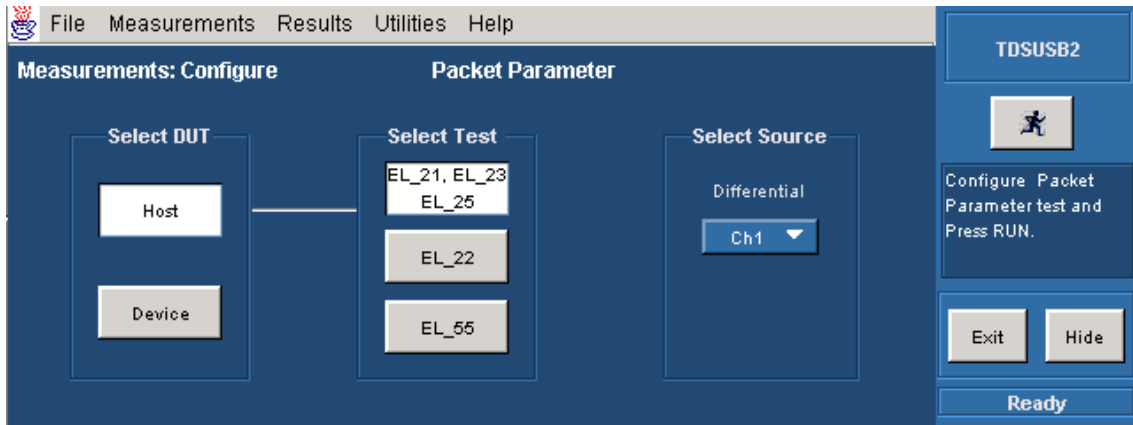 File Measurements Results Utilities Help
TDSUSB2
Measurements: Configure Packet Parameter
Select DUT
Host
Device
Select Test
EL_21, EL_23
EL_25
EL_22
EL_55
Select Source
Differential
Ch1
Configure Packet
Parameter test and
Press RUN.
Exit Hide
Ready